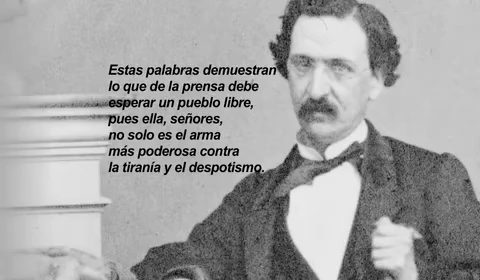 Estas palabras demuestran
lo que de la prensa debe
esperar un pueblo libre,
pues ella, señores,
no solo es el arma
más poderosa contra
la tiranía y el despotismo.